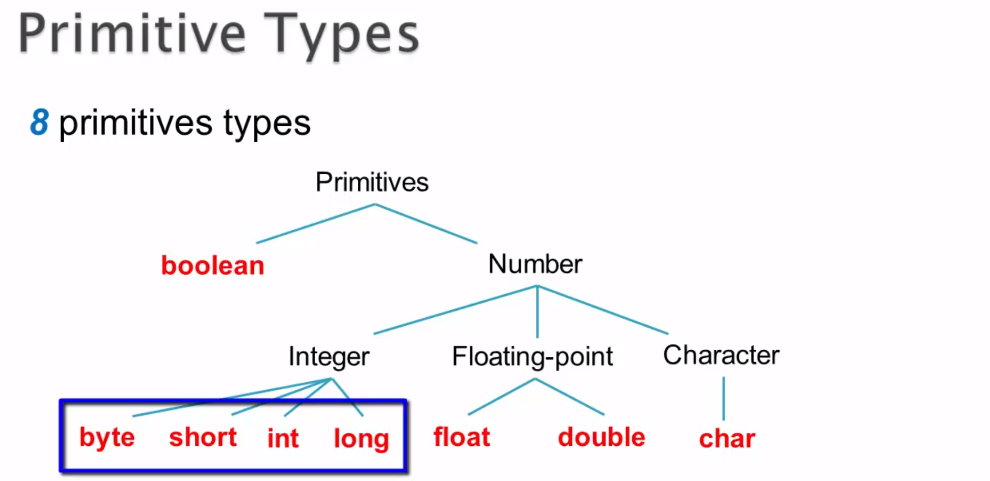 Primitive Types
8 primitives types
Primitives
boolean
Number
Integer
Floating-point
Character
byte
short
int
long
float
double
char